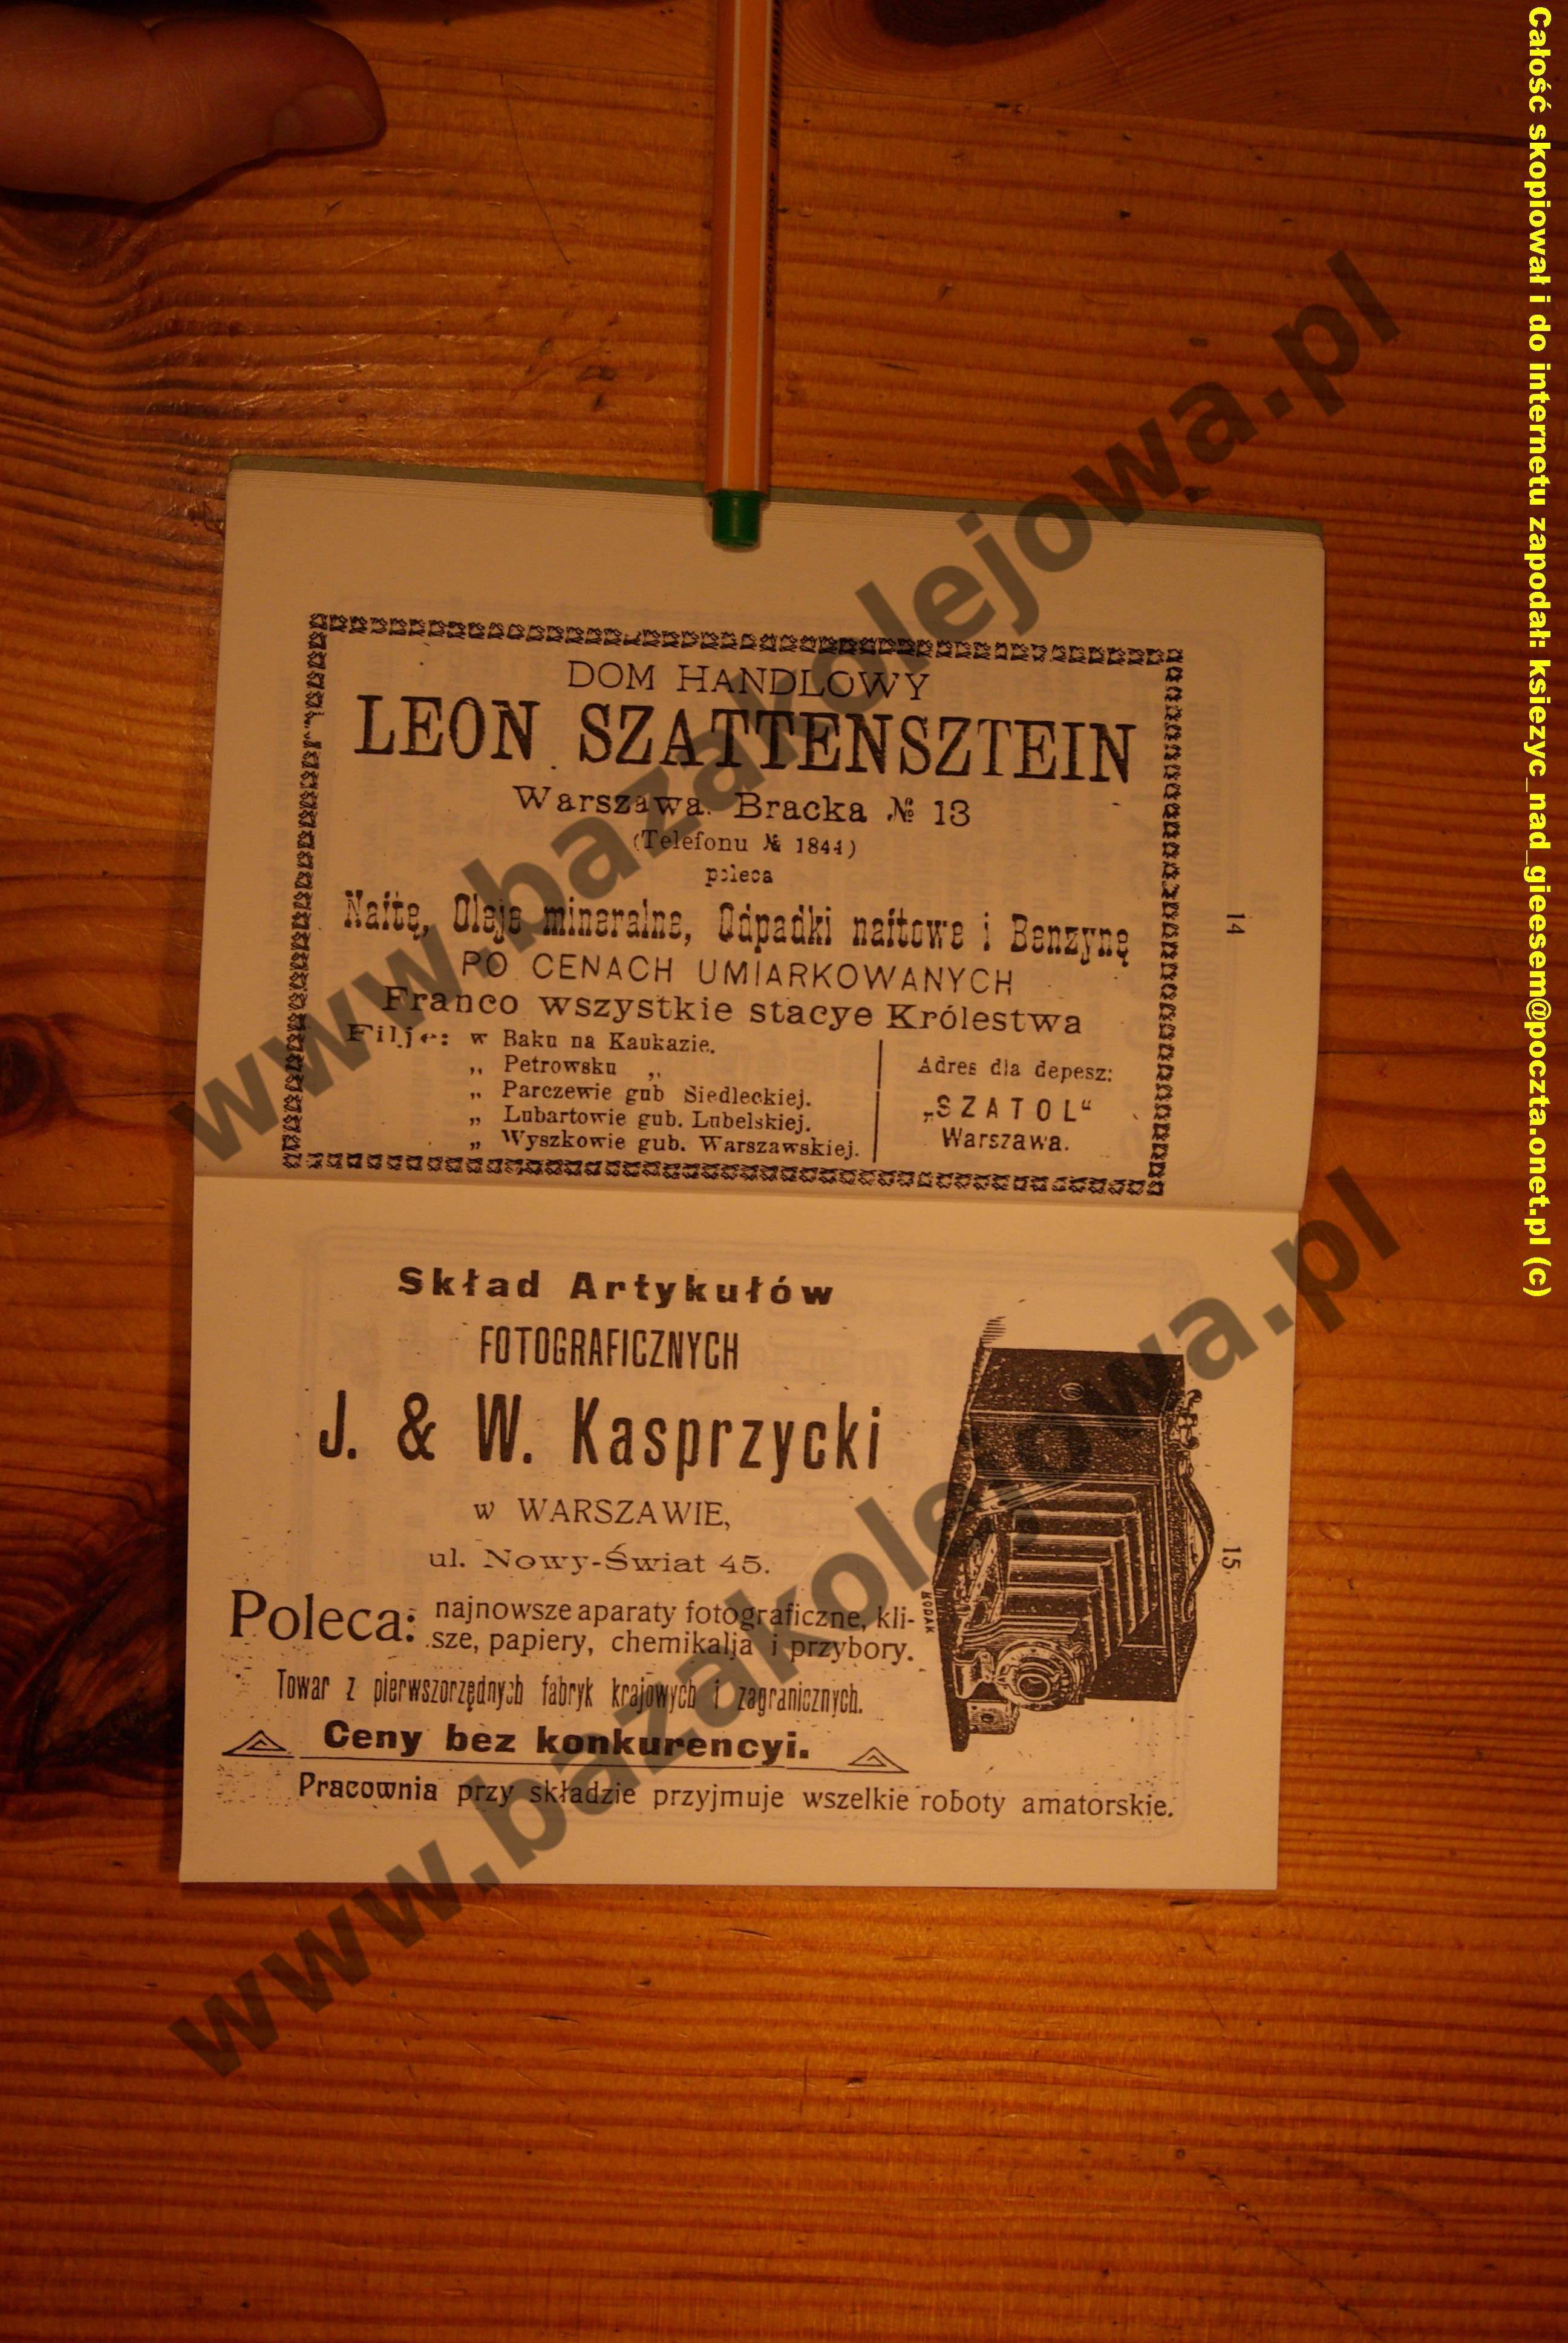 DOM HANDLOWY
LEON SZATTENSZTEIN
Warszawa. Bracka № 13
(Telefonu № 1844)
poleca
Naftę, Oleje mineralne, Odpadki naftowe i Benzynę
PO CENACH UMIARKOWANYCH
Franco wszystkie stacye Królestwa
Filje: w Baku na Kaukazie.
„ Petrowsku „
„ Parczewie gub Siedleckiej.
„ Lubartowie gub. Lubelskiej.
„ Wyszkowie gub. Warszawskiej.
Adres dla depesz:
„SZATOL“
Warszawa.
14
Skład Artykułów
FOTOGRAFICZNYCH
J. & W. Kasprzycki
w WARSZAWIE,
ul. Nowy-Świat 45.
Poleca: najnowsze aparaty fotograficzne, kli-
sze, papiery, chemikalja i przybory.
Towar z pierwszorzędnych fabryk krajowych i zagranicznych.
Ceny bez konkurencyi.
Pracownia przy składzie przyjmuje wszelkie roboty amatorskie.
KODAK
15
www.bazakolejowa.pl
www.bazakolejowa.pl
Całość skopiował i do internetu zapodał: ksiezyc_nad_gieesem@poczta.onet.pl (c)